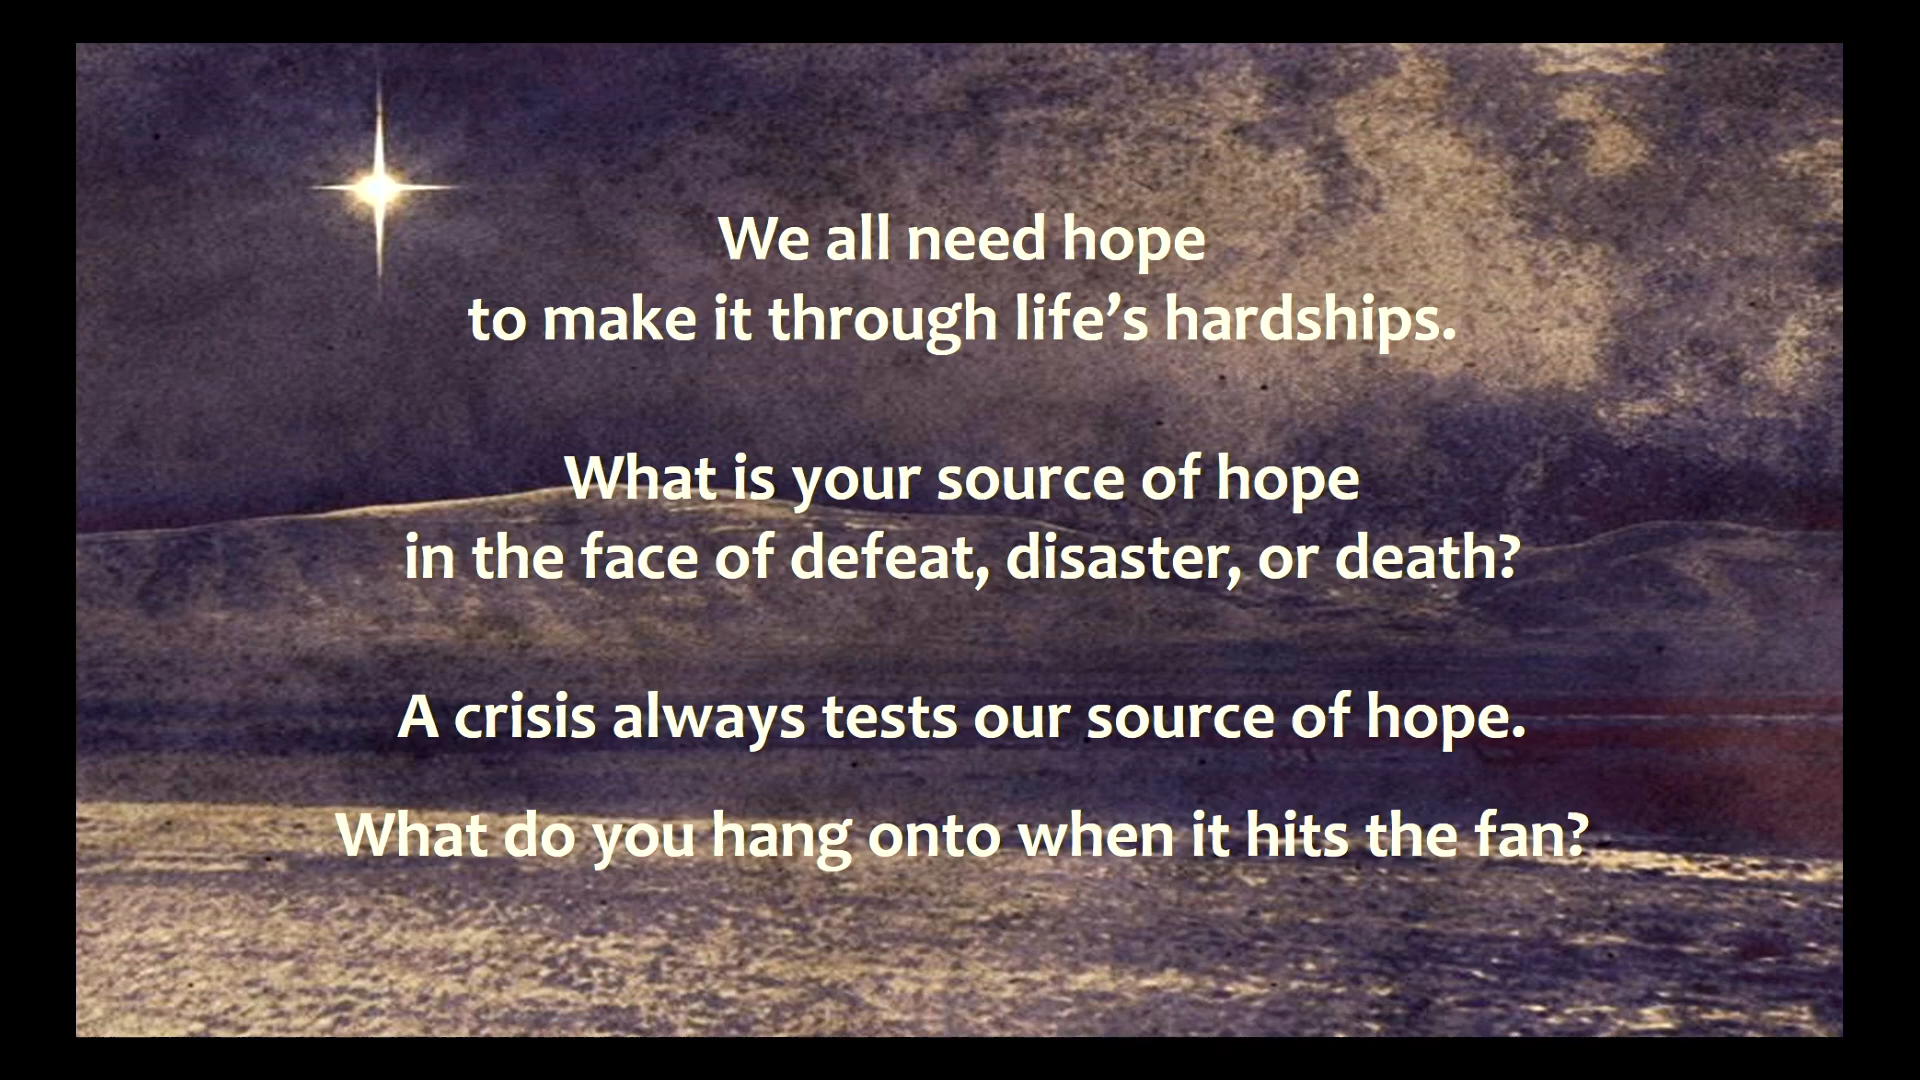 We all need hope
to make it through life’s hardships.
What is your source of hope
in the face of defeat, disaster, or death?
A crisis always tests our source of hope.
What do you hang onto when it hits the fan?